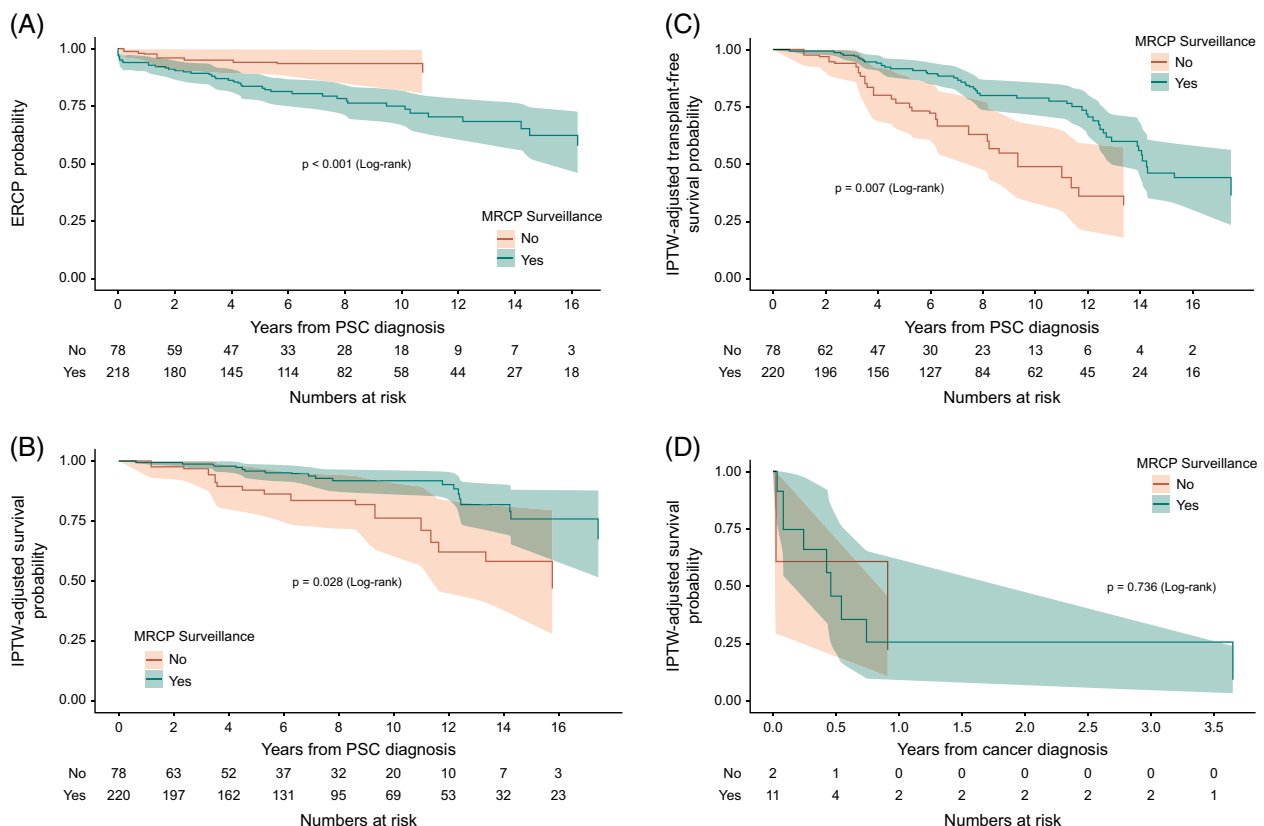 (A)
1.00
0.75
0.50
0.25
0.00
ERCP probability
p < 0.001 (Log-rank)
MRCP Surveillance
No
Yes
0 2 4 6 8 10 12 14 16
Years from PSC diagnosis
No 78 59 47 33 28 18 9 7 3
Yes 218 180 145 114 82 58 44 27 18
Numbers at risk
(B)
1.00
0.75
0.50
0.25
0.00
IPTW-adjusted survival
probability
p = 0.028 (Log-rank)
MRCP Surveillance
No
Yes
0 2 4 6 8 10 12 14 16
Years from PSC diagnosis
No 78 63 52 37 32 20 10 7 3
Yes 220 197 162 131 95 69 53 32 23
Numbers at risk
(C)
1.00
0.75
0.50
0.25
0.00
IPTW-adjusted transplant-free
survival probability
MRCP Surveillance
No
Yes
p = 0.007 (Log-rank)
0 2 4 6 8 10 12 14 16
Years from PSC diagnosis
No 78 62 47 30 23 13 6 4 2
Yes 220 196 156 127 84 62 45 24 16
Numbers at risk
(D)
1.00
0.75
0.50
0.25
0.00
IPTW-adjusted survival
probability
MRCP Surveillance
No
Yes
p = 0.736 (Log-rank)
0.0 0.5 1.0 1.5 2.0 2.5 3.0 3.5
Years from cancer diagnosis
No 2 1 0 0 0 0 0 0
Yes 11 4 2 2 2 2 2 1
Numbers at risk